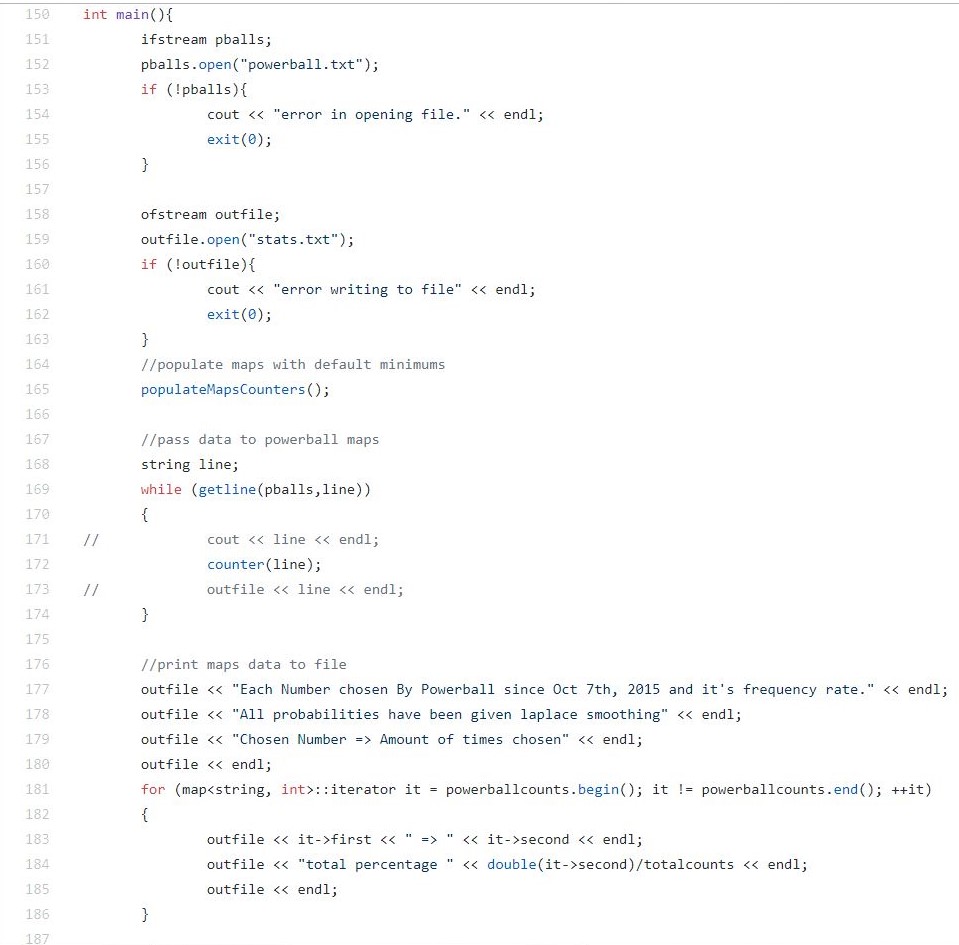 150 int main(){
151 ifstream pballs;
152 pballs.open("powerball.txt");
153 if (!pballs){
154 cout << "error in opening file." << endl;
155 exit(0);
156 }
157
158 ofstream outfile;
159 outfile.open("stats.txt");
160 if (!outfile){
161 cout << "error writing to file" << endl;
162 exit(0);
163 }
164 //populate maps with default minimums
165 populateMapsCounters();
166
167 //pass data to powerball maps
168 string line;
169 while (getline(pballs,line))
170 {
171 // cout << line << endl;
172 counter(line);
173 // outfile << line << endl;
174 }
175
176 //print maps data to file
177 outfile << "Each Number chosen By Powerball since Oct 7th, 2015 and it's frequency rate." << endl;
178 outfile << "All probabilities have been given laplace smoothing" << endl;
179 outfile << "Chosen Number => Amount of times chosen" << endl;
180 outfile << endl;
181 for (map<string, int>::iterator it = powerballcounts.begin(); it != powerballcounts.end(); ++it)
182 {
183 outfile << it->first << " => " << it->second << endl;
184 outfile << "total percentage " << double(it->second)/totalcounts << endl;
185 outfile << endl;
186 }
187